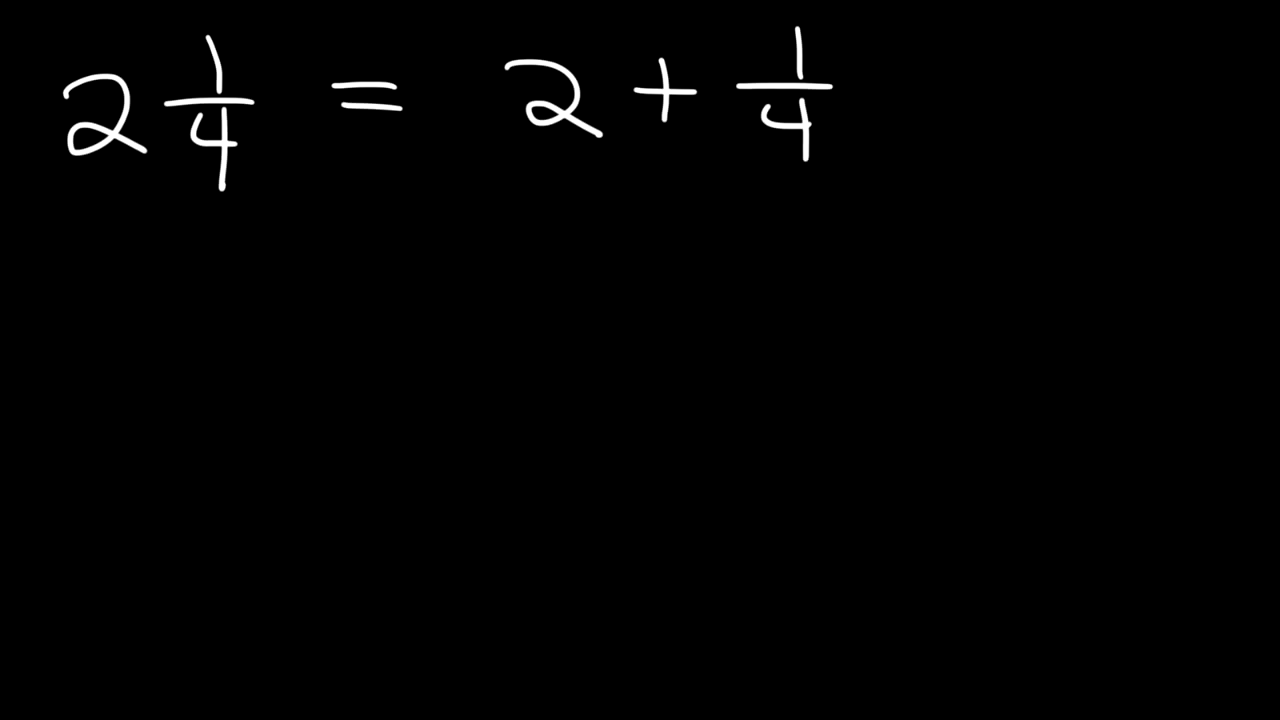 2 1/4 = 2 + 1/4